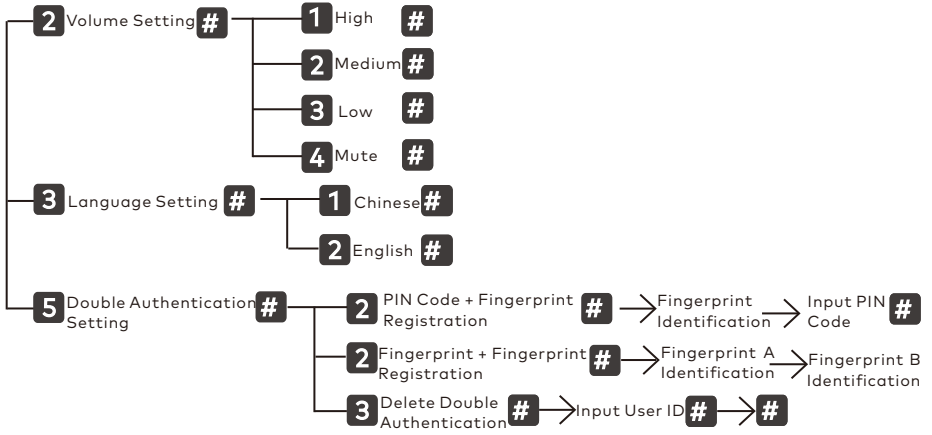 2 Volume Setting # 1 High #
2 Medium #
3 Low #
4 Mute #
3 Language Setting # 1 Chinese #
2 English #
5 Double Authentication # 2 PIN Code + Fingerprint # Fingerprint Input PIN #
Setting Registration Identification Code
2 Fingerprint + Fingerprint # Fingerprint A Fingerprint B
Registration Identification Identification
3 Delete Double # Input User ID # #
Authentication